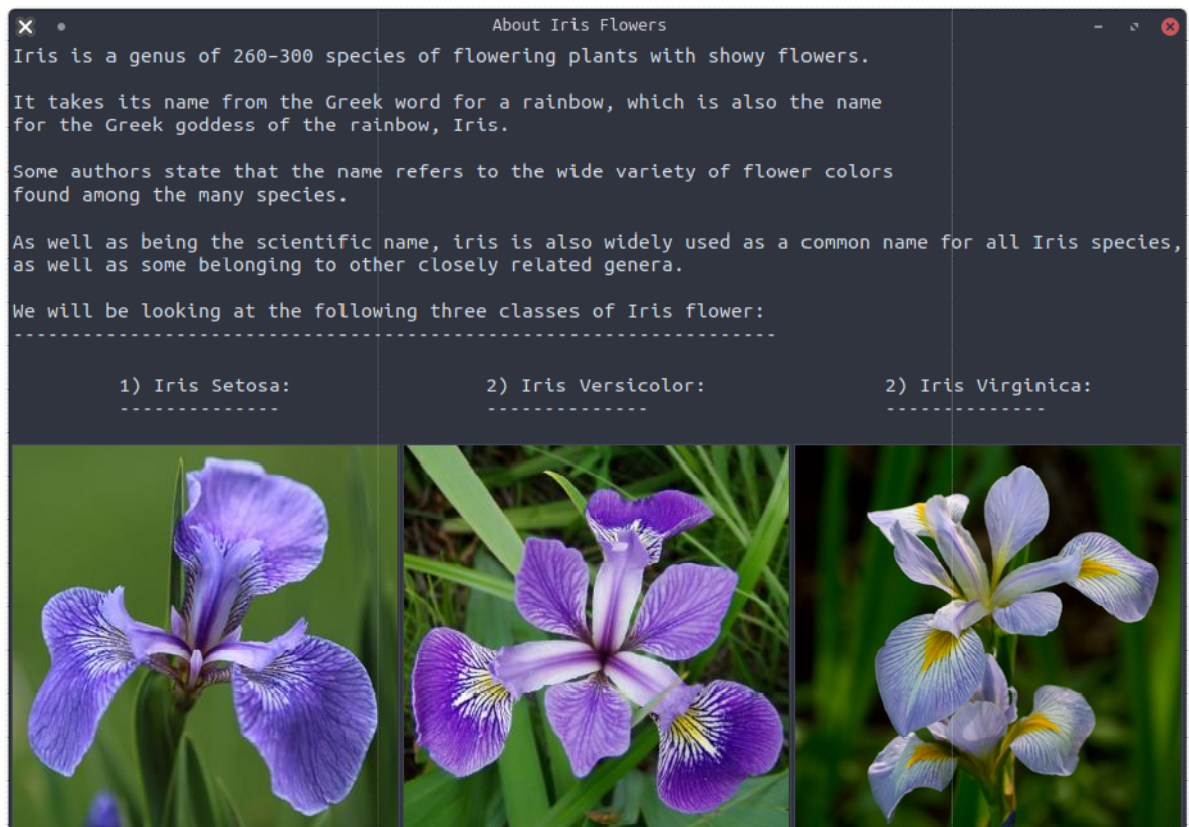 About Iris Flowers
Iris is a genus of 260–300 species of flowering plants with showy flowers.
It takes its name from the Greek word for a rainbow, which is also the name
for the Greek goddess of the rainbow, Iris.
Some authors state that the name refers to the wide variety of flower colors
found among the many species.
As well as being the scientific name, iris is also widely used as a common name for all Iris species,
as well as some belonging to other closely related genera.
We will be looking at the following three classes of Iris flower:
------------------------------------------------------------------
1) Iris Setosa: 2) Iris Versicolor: 2) Iris Virginica:
-------------- -------------- --------------